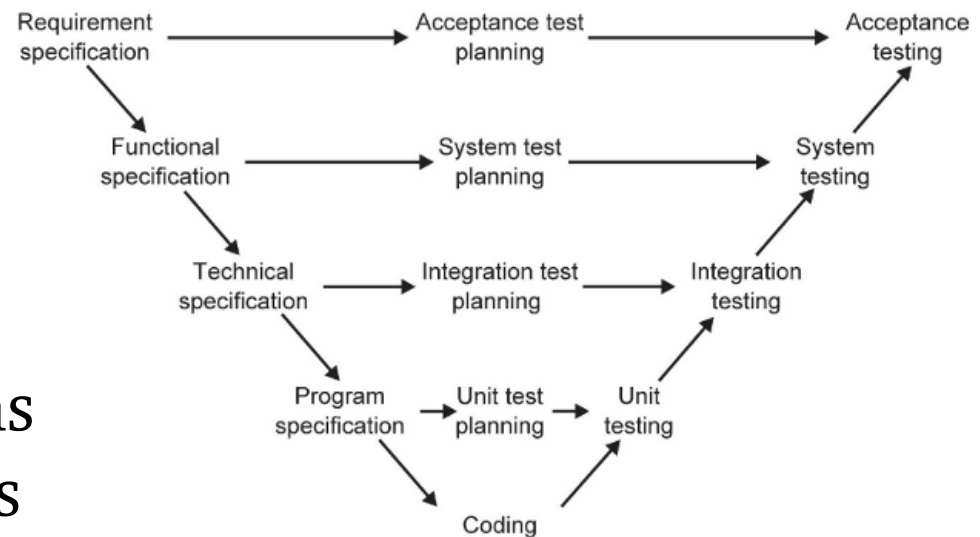 Requirement
specification
Acceptance test
planning
Acceptance
testing
Functional
specification
System test
planning
System
testing
Technical
specification
Integration test
planning
Integration
testing
Program
specification
Unit test
planning
Unit
testing
Coding